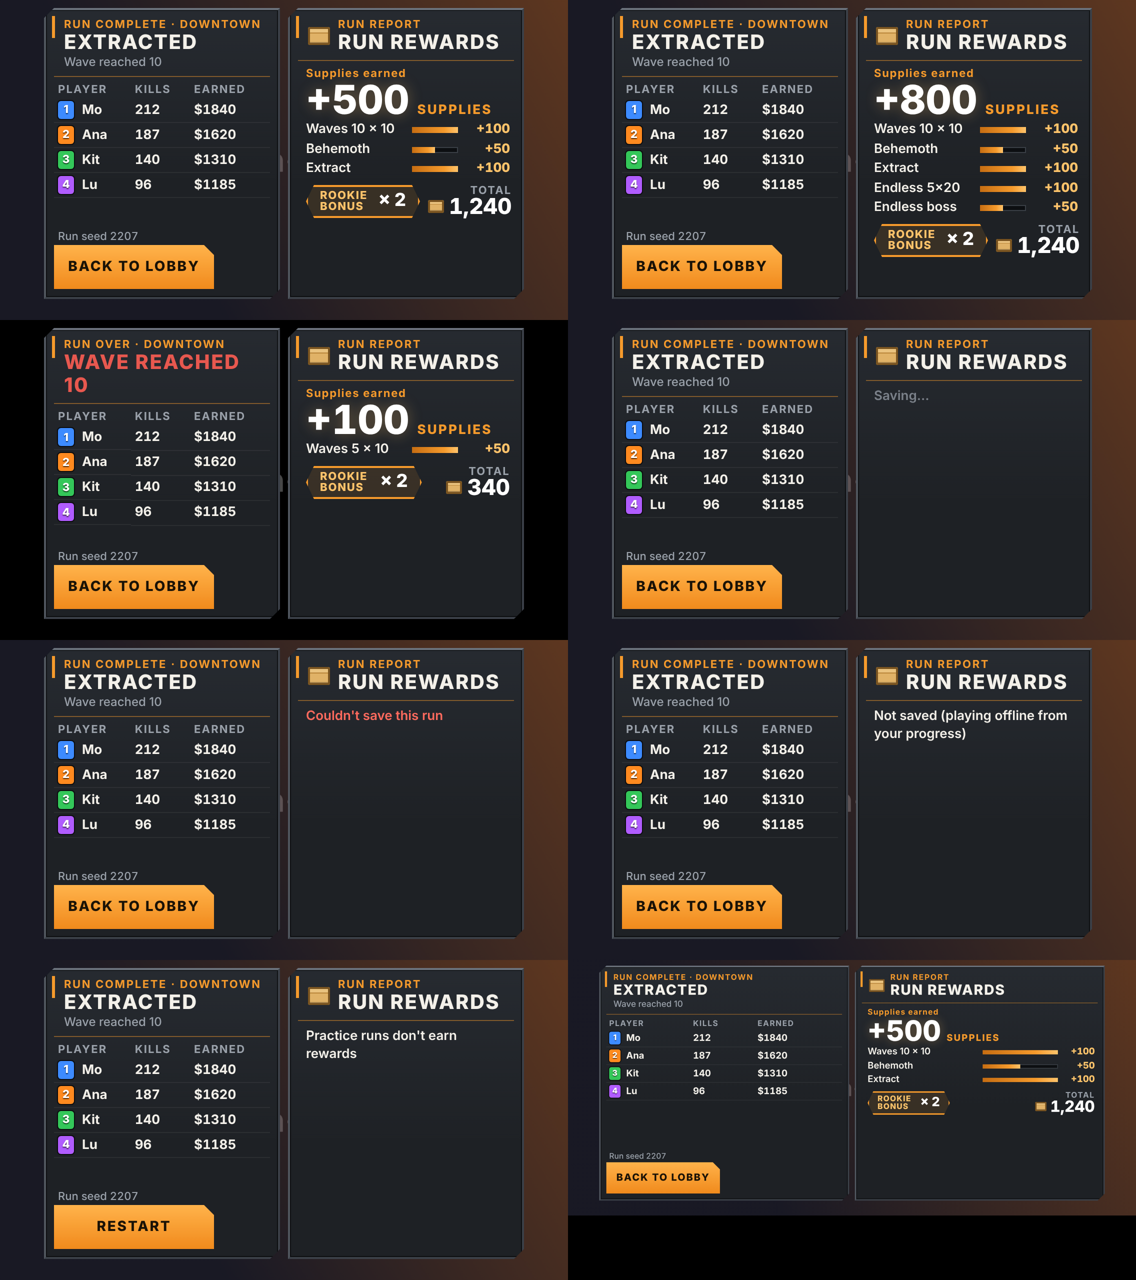 RUN COMPLETE · DOWNTOWN
EXTRACTED
Wave reached 10
PLAYER KILLS EARNED
1 Mo 212 $1840
2 Ana 187 $1620
3 Kit 140 $1310
4 Lu 96 $1185
Run seed 2207
BACK TO LOBBY
RUN REPORT
RUN REWARDS
Supplies earned
+500 SUPPLIES
Waves 10 × 10 +100
Behemoth +50
Extract +100
ROOKIE BONUS × 2
TOTAL
1,240
RUN COMPLETE · DOWNTOWN
EXTRACTED
Wave reached 10
PLAYER KILLS EARNED
1 Mo 212 $1840
2 Ana 187 $1620
3 Kit 140 $1310
4 Lu 96 $1185
Run seed 2207
BACK TO LOBBY
RUN REPORT
RUN REWARDS
Supplies earned
+800 SUPPLIES
Waves 10 × 10 +100
Behemoth +50
Extract +100
Endless 5×20 +100
Endless boss +50
ROOKIE BONUS × 2
TOTAL
1,240
RUN OVER · DOWNTOWN
WAVE REACHED
10
PLAYER KILLS EARNED
1 Mo 212 $1840
2 Ana 187 $1620
3 Kit 140 $1310
4 Lu 96 $1185
Run seed 2207
BACK TO LOBBY
RUN REPORT
RUN REWARDS
Supplies earned
+100 SUPPLIES
Waves 5 × 10 +50
ROOKIE BONUS × 2
TOTAL
340
RUN COMPLETE · DOWNTOWN
EXTRACTED
Wave reached 10
PLAYER KILLS EARNED
1 Mo 212 $1840
2 Ana 187 $1620
3 Kit 140 $1310
4 Lu 96 $1185
Run seed 2207
BACK TO LOBBY
RUN REPORT
RUN REWARDS
Saving...
RUN COMPLETE · DOWNTOWN
EXTRACTED
Wave reached 10
PLAYER KILLS EARNED
1 Mo 212 $1840
2 Ana 187 $1620
3 Kit 140 $1310
4 Lu 96 $1185
Run seed 2207
BACK TO LOBBY
RUN REPORT
RUN REWARDS
Couldn't save this run
RUN COMPLETE · DOWNTOWN
EXTRACTED
Wave reached 10
PLAYER KILLS EARNED
1 Mo 212 $1840
2 Ana 187 $1620
3 Kit 140 $1310
4 Lu 96 $1185
Run seed 2207
BACK TO LOBBY
RUN REPORT
RUN REWARDS
Not saved (playing offline from
your progress)
RUN COMPLETE · DOWNTOWN
EXTRACTED
Wave reached 10
PLAYER KILLS EARNED
1 Mo 212 $1840
2 Ana 187 $1620
3 Kit 140 $1310
4 Lu 96 $1185
Run seed 2207
RESTART
RUN REPORT
RUN REWARDS
Practice runs don't earn
rewards
RUN COMPLETE · DOWNTOWN
EXTRACTED
Wave reached 10
PLAYER KILLS EARNED
1 Mo 212 $1840
2 Ana 187 $1620
3 Kit 140 $1310
4 Lu 96 $1185
Run seed 2207
BACK TO LOBBY
RUN REPORT
RUN REWARDS
Supplies earned
+500 SUPPLIES
Waves 10 × 10 +100
Behemoth +50
Extract +100
ROOKIE BONUS × 2
TOTAL
1,240